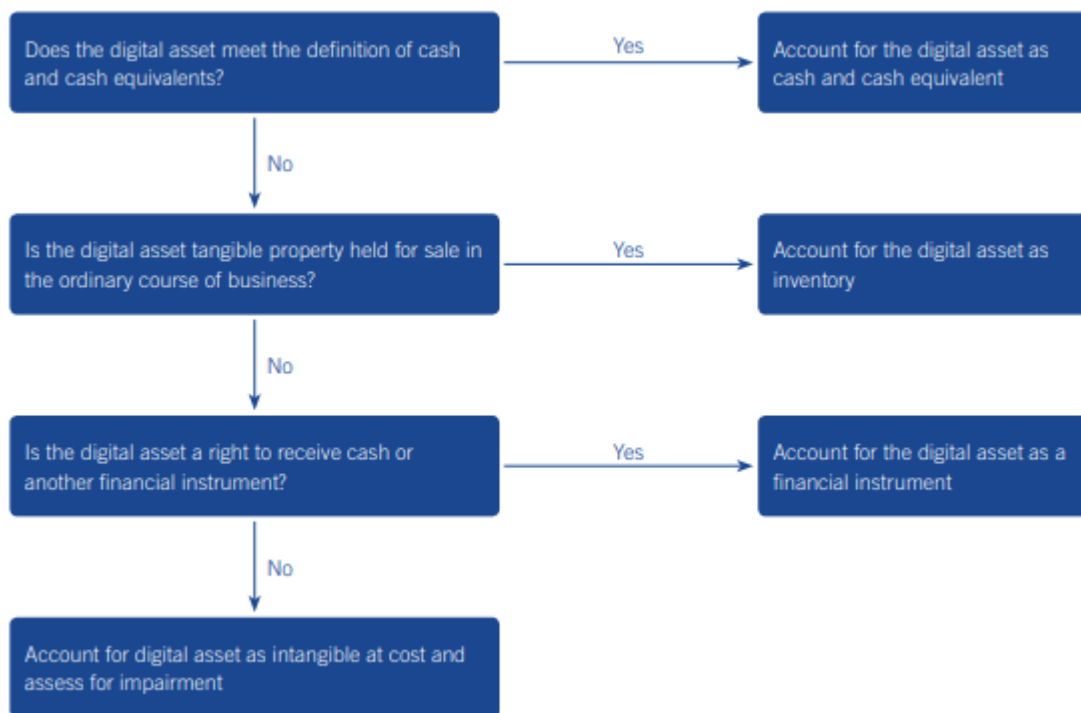 Does the digital asset meet the definition of cash
and cash equivalents?
Yes
Account for the digital asset as
cash and cash equivalent
No
Is the digital asset tangible property held for sale in
the ordinary course of business?
Yes
Account for the digital asset as
inventory
No
Is the digital asset a right to receive cash or
another financial instrument?
Yes
Account for the digital asset as a
financial instrument
No
Account for digital asset as intangible at cost and
assess for impairment